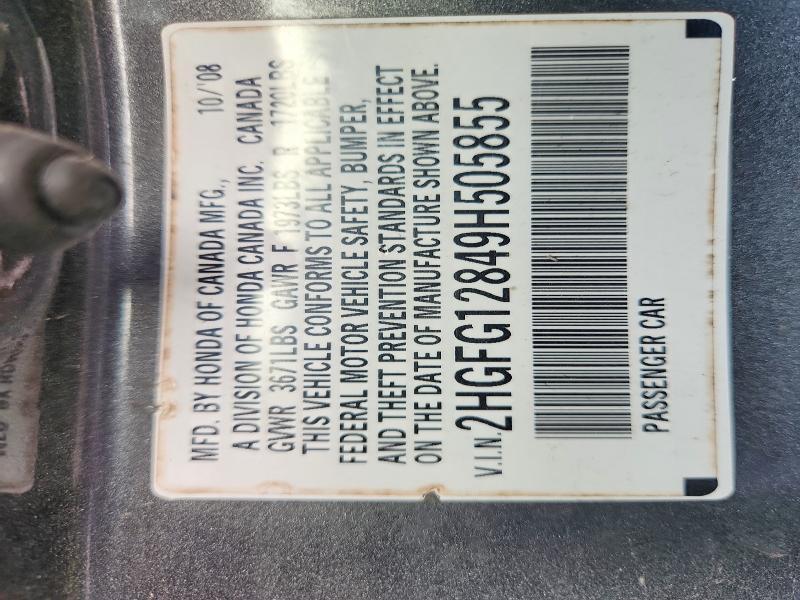 MFD. BY HONDA OF CANADA MFG., 10/'08
A DIVISION OF HONDA CANADA INC. CANADA
GVWR 3671LBS GAWR F 1973LBS R 1720LBS
THIS VEHICLE CONFORMS TO ALL APPLICABLE
FEDERAL MOTOR VEHICLE SAFETY, BUMPER,
AND THEFT PREVENTION STANDARDS IN EFFECT
ON THE DATE OF MANUFACTURE SHOWN ABOVE.
V.I.N. 2HGFG12849H505855
PASSENGER CAR